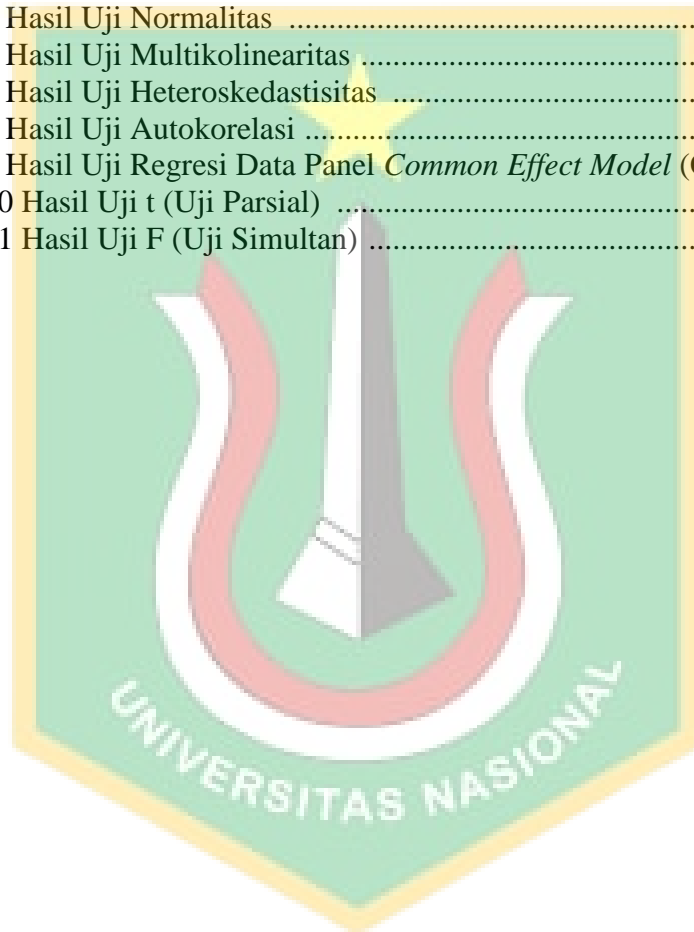 Hasil Uji Normalitas ........................................................
Hasil Uji Multikolinearitas ..............................................
Hasil Uji Heteroskedastisitas .........................................
Hasil Uji Autokorelasi .....................................................
Hasil Uji Regresi Data Panel Common Effect Model (
0 Hasil Uji t (Uji Parsial) ................................................
1 Hasil Uji F (Uji Simultan) .............................................
UNIVERSITAS NASIONAL